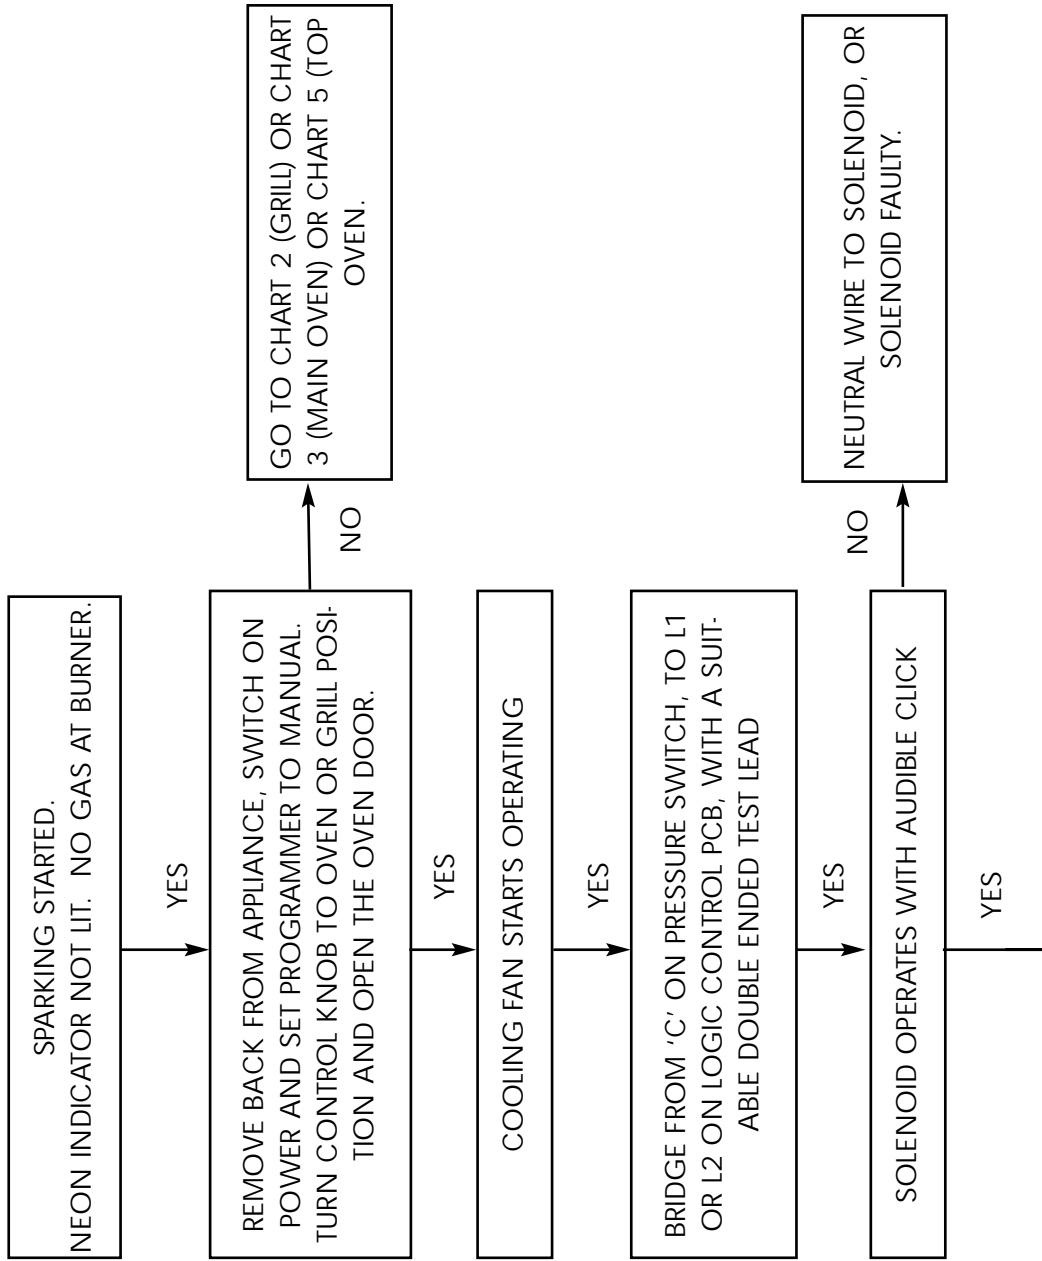 SPARKING STARTED.
NEON INDICATOR NOT LIT.  NO GAS AT BURNER.
YES
REMOVE BACK FROM APPLIANCE, SWITCH ON
POWER AND SET PROGRAMMER TO MANUAL.
TURN CONTROL KNOB TO OVEN OR GRILL POSI-
TION AND OPEN THE OVEN DOOR.
NO
GO TO CHART 2 (GRILL) OR CHART
3 (MAIN OVEN) OR CHART 5 (TOP
OVEN.
YES
COOLING FAN STARTS OPERATING
YES
BRIDGE FROM ‘C’ ON PRESSURE SWITCH, TO L1
OR L2 ON LOGIC CONTROL PCB, WITH A SUIT-
ABLE DOUBLE ENDED TEST LEAD
YES
SOLENOID OPERATES WITH AUDIBLE CLICK
NO
NEUTRAL WIRE TO SOLENOID, OR
SOLENOID FAULTY.
YES